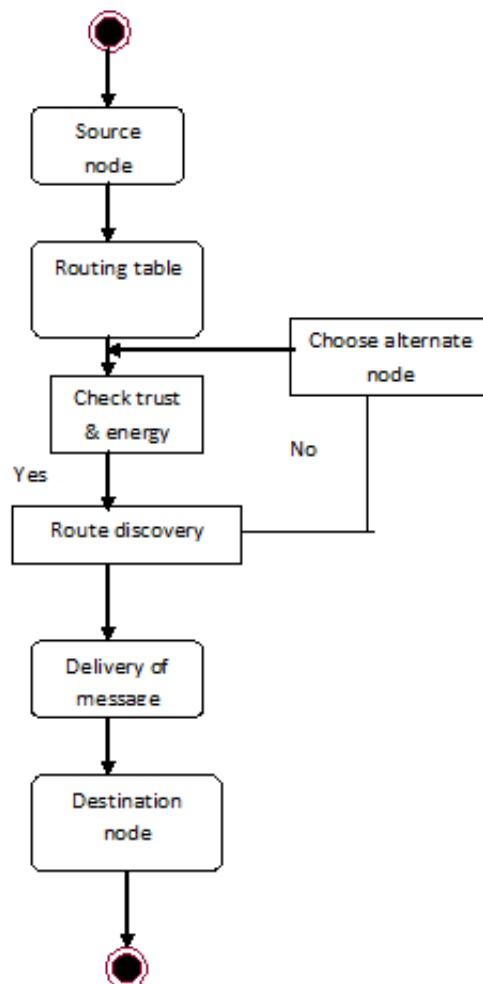 Source
node
Routing table
Choose alternate
node
Check trust
& energy
No
Yes
Route discovery
Delivery of
message
Destination
node